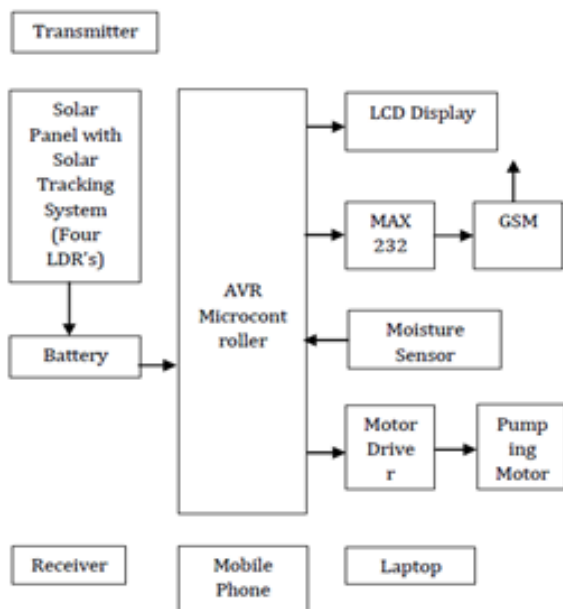 Transmitter
Solar
Panel with
Solar
Tracking
System
(Four
LDR's)
Battery
AVR
Microcont
roller
LCD Display
MAX
232
GSM
Moisture
Sensor
Motor
Drive
r
Pump
ing
Motor
Receiver
Mobile
Phone
Laptop